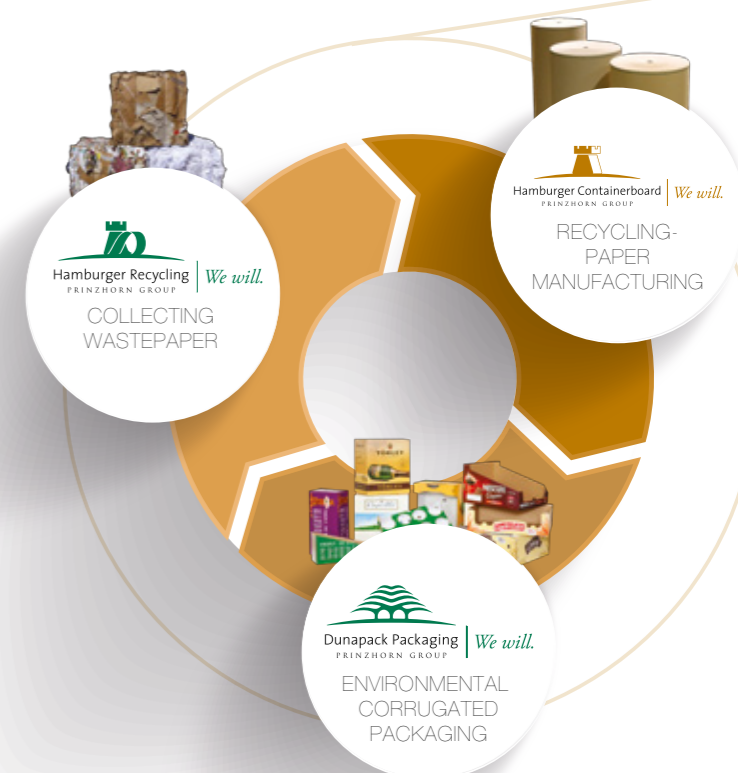 Hamburger Containerboard
PRINZHORN GROUP
We will.
RECYCLING-
PAPER
MANUFACTURING
Hamburger Recycling
PRINZHORN GROUP
We will.
COLLECTING
WASTEPAPER
Dunapack Packaging
PRINZHORN GROUP
We will.
ENVIRONMENTAL
CORRUGATED
PACKAGING